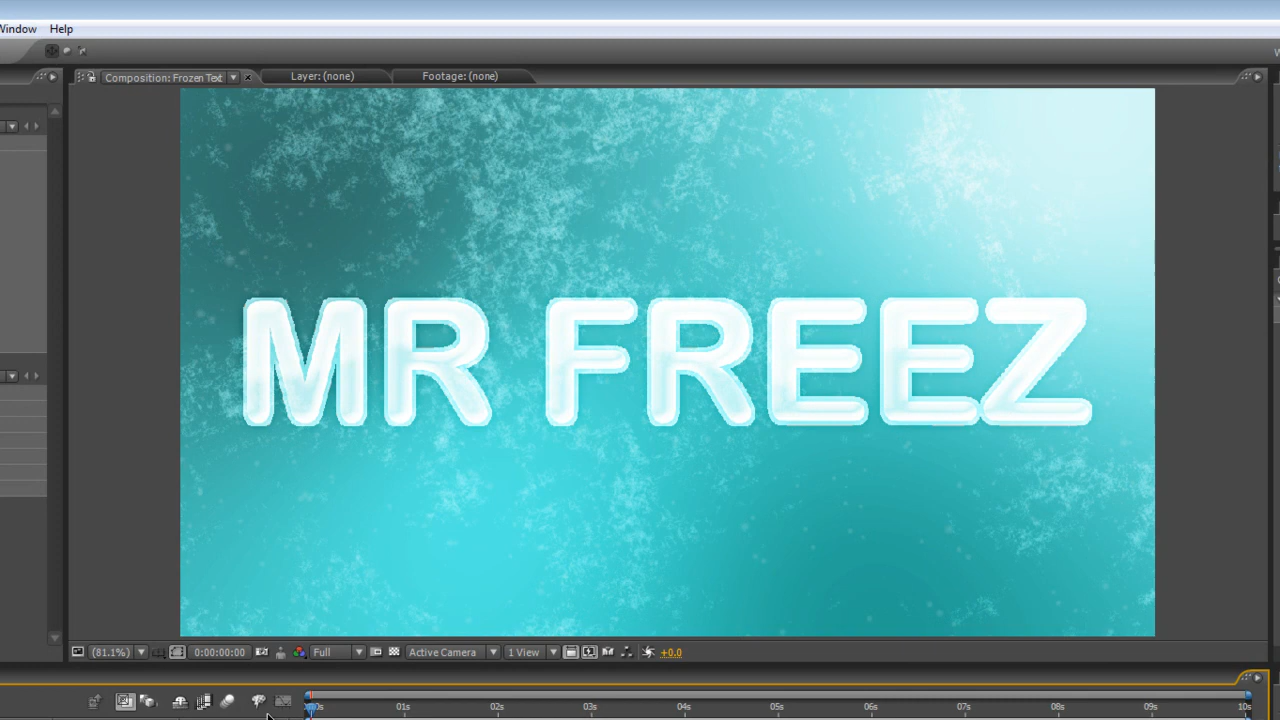 Window Help
Composition: Frozen Text Layer: (none) Footage: (none)
MR FREEZ
(81.1%) 0:00:00:00 Full Active Camera 1 View +0.0
01s 02s 03s 04s 05s 06s 07s 08s 09s 10s